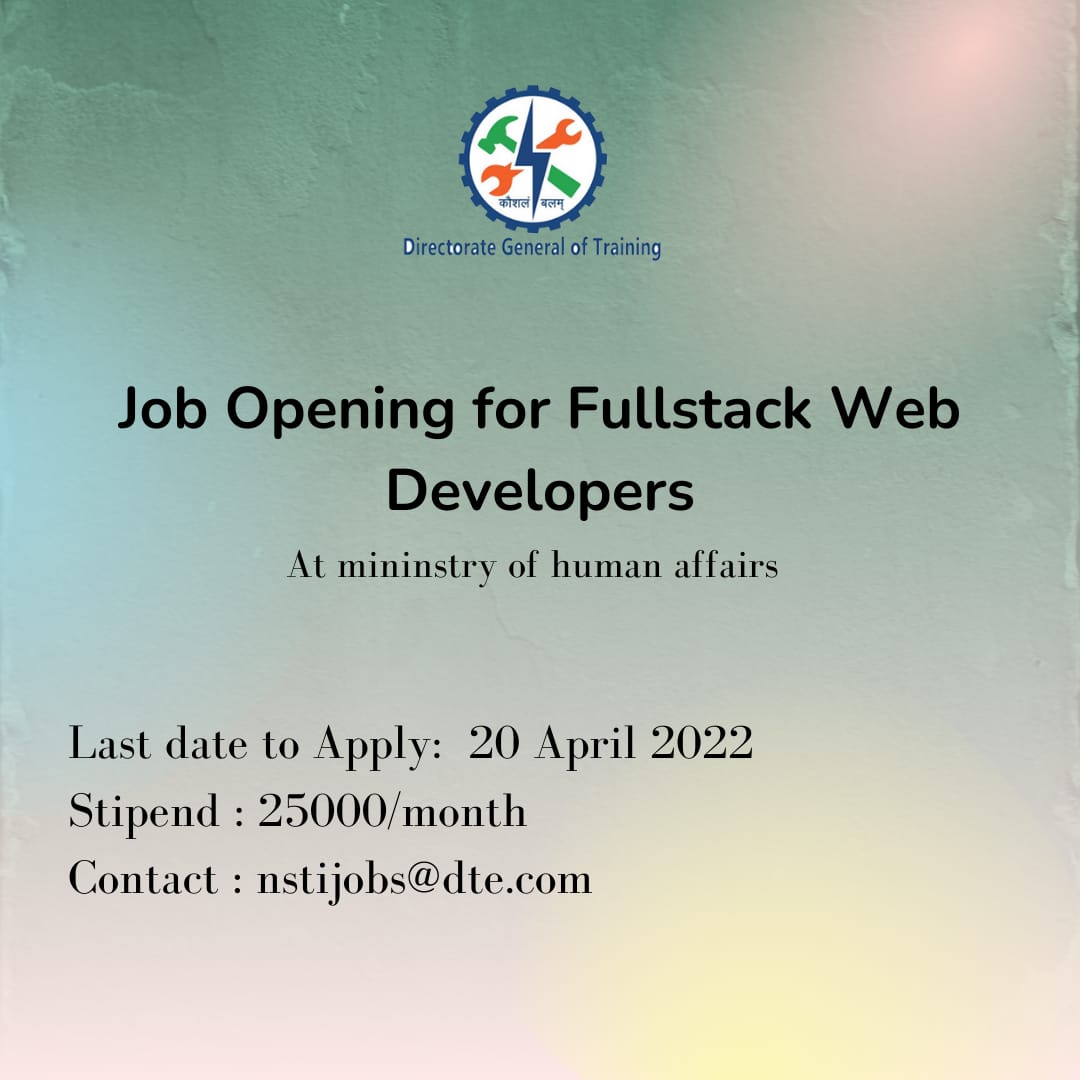 कौशलं बलम्
Directorate General of Training
Job Opening for Fullstack Web
Developers
At mininstry of human affairs
Last date to Apply: 20 April 2022
Stipend : 25000/month
Contact : nstijobs@dte.com